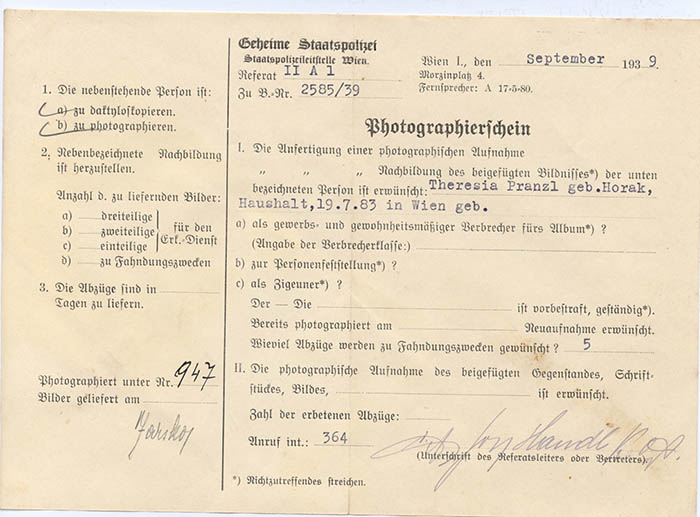 1. Die nebenstehende Person ist:
a) zu daktyloskopieren.
b) zu photographieren.
2. Nebenbezeichnete Nachbildung
ist herzustellen.
Anzahl d. zu liefernden Bilder:
a) dreiteilige
b) zweiteilige
c) einteilige
für den
Erk.-Dienst
d) zu Fahndungszwecken
3. Die Abzüge sind in
Tagen zu liefern.
Photographiert unter Nr. 947
Bilder geliefert am
Geheime Staatspolizei
Staatspolizeileitstelle Wien.
Referat II A 1
Zu B.-Nr. 2585/39
Wien I., den September 1939.
Morzinplatz 4.
Fernsprecher: A 17-5-80.
Photographierschein
I. Die Anfertigung einer photographischen Aufnahme
„ „ „ Nachbildung des beigefügten Bildnisses*) der unten
bezeichneten Person ist erwünscht: Theresia Pranzl geb.Horak,
Haushalt,19.7.83 in Wien geb.
a) als gewerbs- und gewohnheitsmäßiger Verbrecher fürs Album*) ?
(Angabe der Verbrecherklasse:)
b) zur Personenfeststellung*) ?
c) als Zigeuner*) ?
Der — Die ist vorbestraft, geständig*).
Bereits photographiert am Neuaufnahme erwünscht.
Wieviel Abzüge werden zu Fahndungszwecken gewünscht ? 5
II. Die photographische Aufnahme des beigefügten Gegenstandes, Schrift-
stückes, Bildes, ist erwünscht.
Zahl der erbetenen Abzüge:
Anruf int.: 364
(Unterschrift des Referatsleiters oder Vertreters).
*) Nichtzutreffendes streichen.